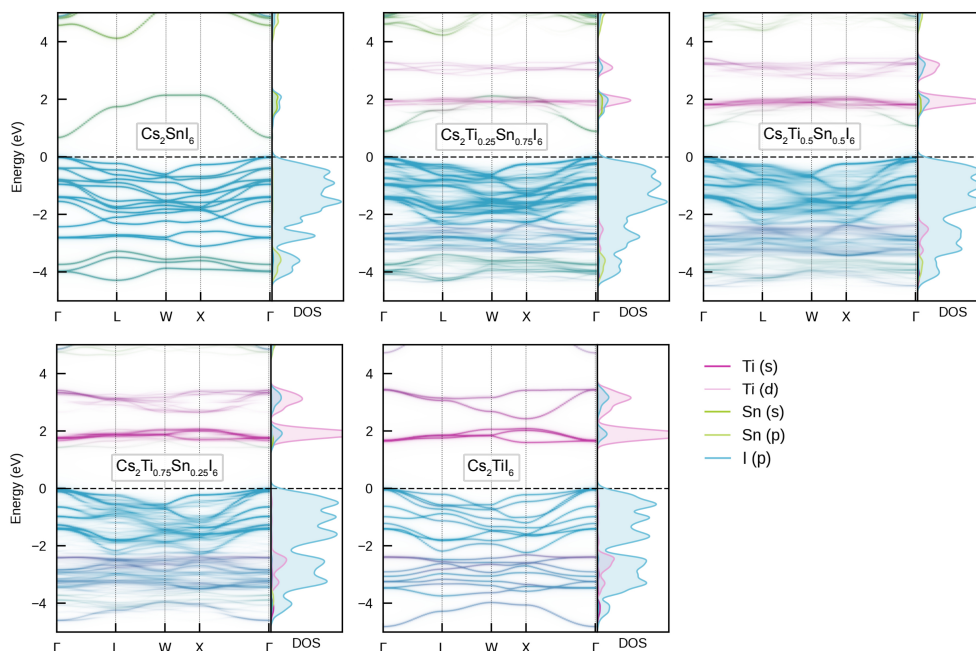 4
2
0
−2
−4
Energy (eV)
Cs₂SnI₆
Γ L W X Γ DOS
4
2
0
−2
−4
Cs₂Ti₀.₂₅Sn₀.₇₅I₆
Γ L W X Γ DOS
4
2
0
−2
−4
Cs₂Ti₀.₅Sn₀.₅I₆
Γ L W X Γ DOS
4
2
0
−2
−4
Energy (eV)
Cs₂Ti₀.₇₅Sn₀.₂₅I₆
Γ L W X Γ DOS
4
2
0
−2
−4
Cs₂TiI₆
Γ L W X Γ DOS
Ti (s)
Ti (d)
Sn (s)
Sn (p)
I (p)